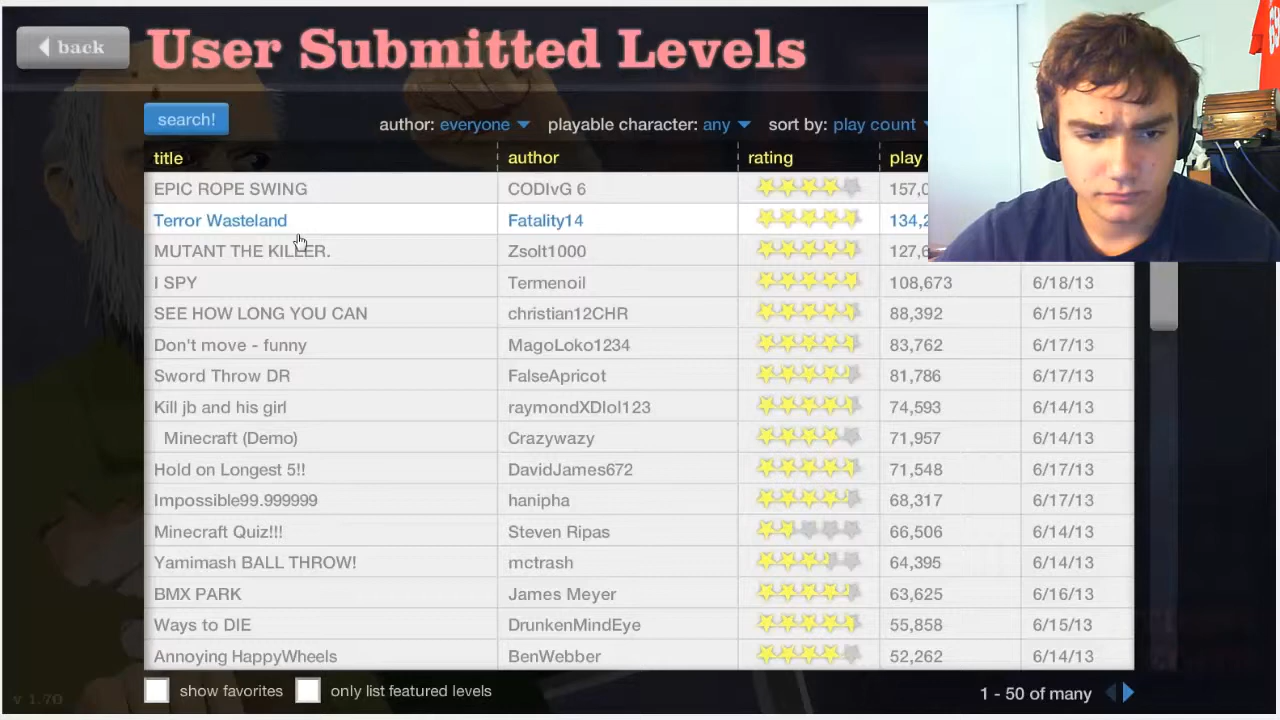 back
User Submitted Levels
search!
author: everyone playable character: any sort by: play count
title author rating play
EPIC ROPE SWING CODIvG 6 157,0
Terror Wasteland Fatality14 134,2
MUTANT THE KILLER. Zsolt1000 127,6
I SPY Termenoil 108,673 6/18/13
SEE HOW LONG YOU CAN christian12CHR 88,392 6/15/13
Don't move - funny MagoLoko1234 83,762 6/17/13
Sword Throw DR FalseApricot 81,786 6/17/13
Kill jb and his girl raymondXDlol123 74,593 6/14/13
Minecraft (Demo) Crazywazy 71,957 6/14/13
Hold on Longest 5!! DavidJames672 71,548 6/17/13
Impossible99.999999 hanipha 68,317 6/17/13
Minecraft Quiz!!! Steven Ripas 66,506 6/14/13
Yamimash BALL THROW! mctrash 64,395 6/14/13
BMX PARK James Meyer 63,625 6/16/13
Ways to DIE DrunkenMindEye 55,858 6/15/13
Annoying HappyWheels BenWebber 52,262 6/14/13
show favorites only list featured levels 1 - 50 of many
v 1.70